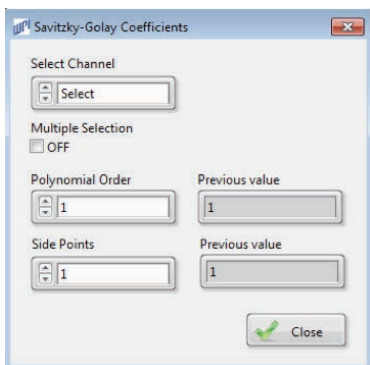 WPI Savitzky-Golay Coefficients
Select Channel
Select
Multiple Selection
OFF
Polynomial Order Previous value
1 1
Side Points Previous value
1 1
Close